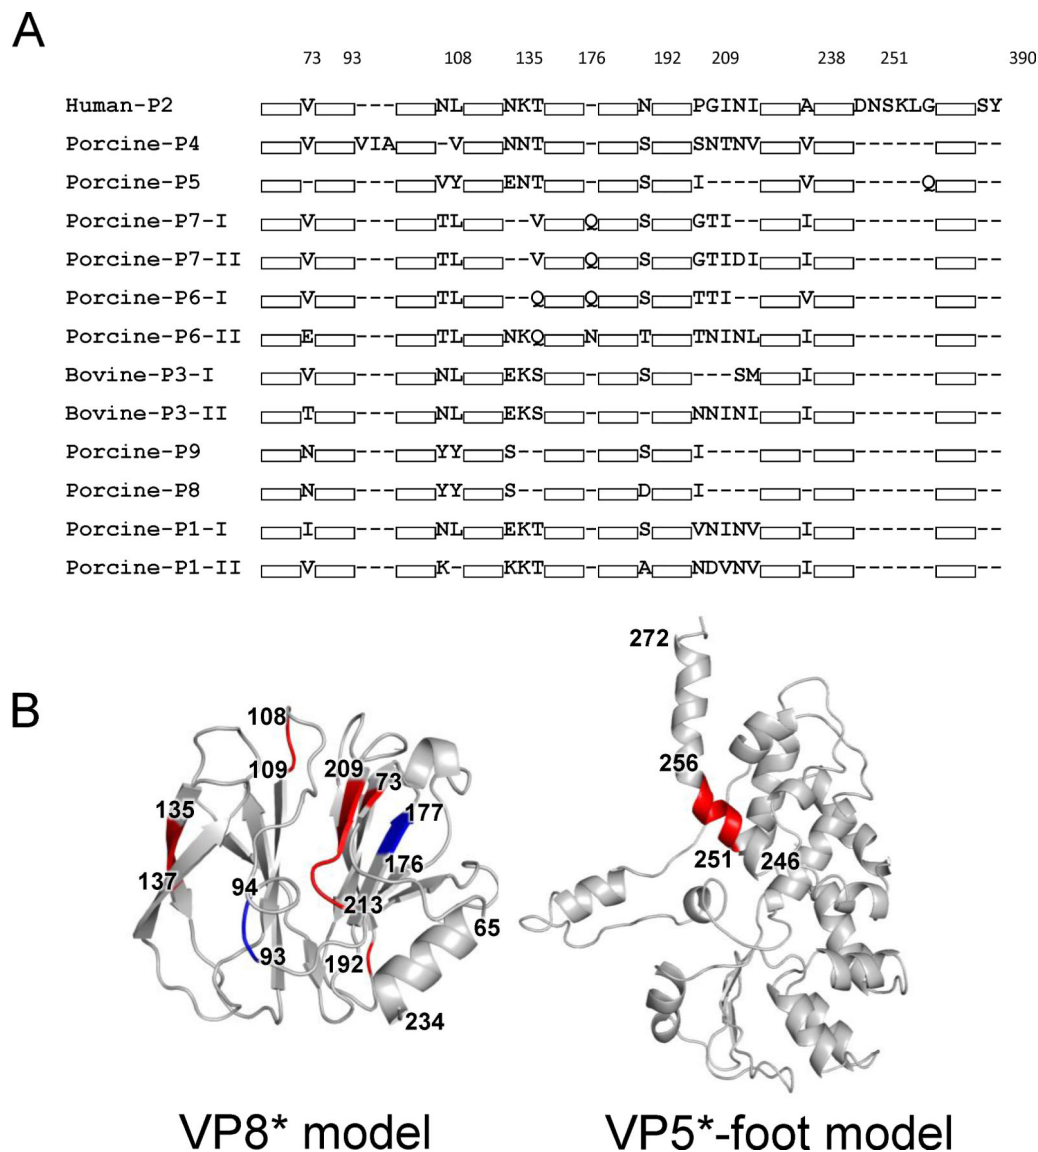 A
73 93 108 135 176 192 209 238 251 390
Human-P2 V --- NL NKT - N PGINI A DNSKLG SY
Porcine-P4 V VIA -V NNT - S SNTNV V ------ --
Porcine-P5 - --- VY ENT - S I---- V -----Q --
Porcine-P7-I V --- TL --V Q S GTI-- I ------ --
Porcine-P7-II V --- TL --V Q S GTIDI I ------ --
Porcine-P6-I V --- TL --Q Q S TTI-- V ------ --
Porcine-P6-II E --- TL NKQ N T TNINL I ------ --
Bovine-P3-I V --- NL EKS - S ---SM I ------ --
Bovine-P3-II T --- NL EKS - - NNINI I ------ --
Porcine-P9 N --- YY S-- - S I---- - ------ --
Porcine-P8 N --- YY S-- - D I---- - ------ --
Porcine-P1-I I --- NL EKT - S VNINV I ------ --
Porcine-P1-II V --- K- KKT - A NDVNV I ------ --
B
272
108
109
209
73
256
135
177
251
246
176
137
94
213
65
93
192
234
VP8* model
VP5*-foot model